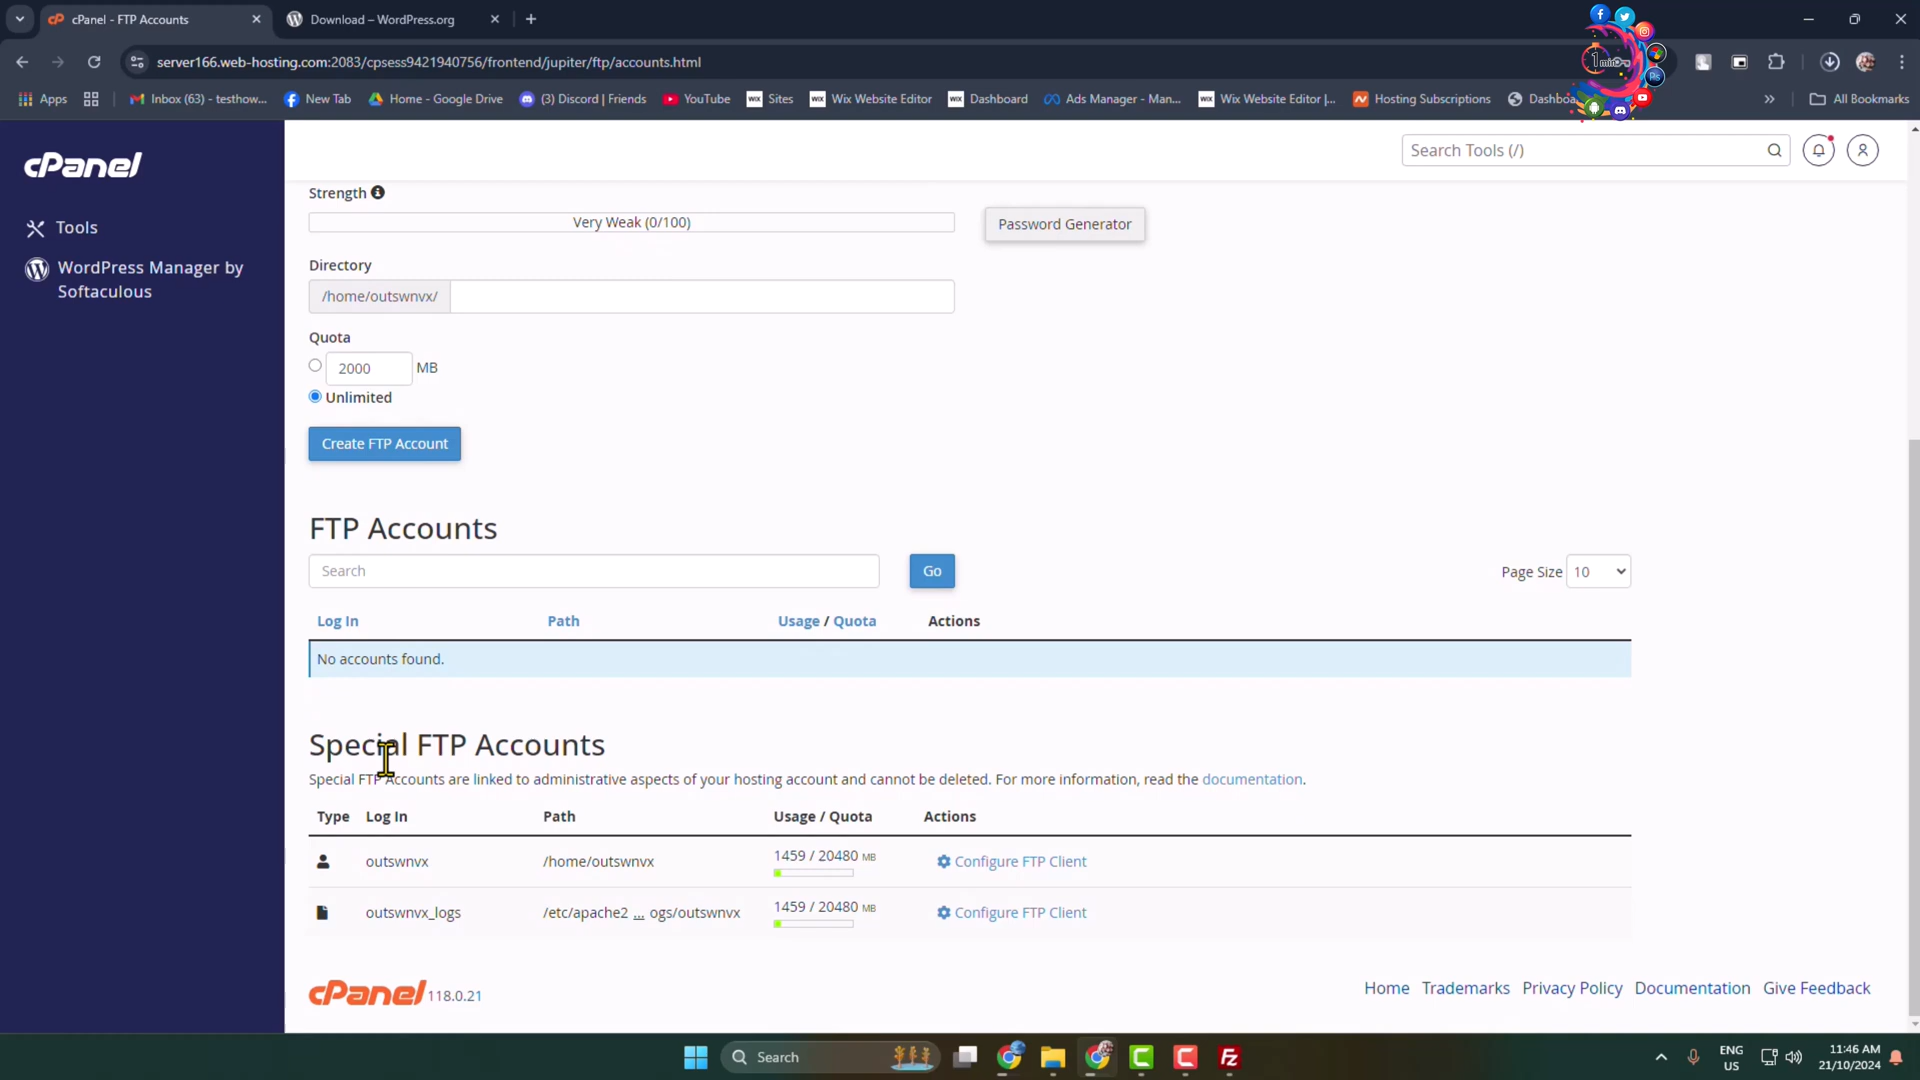 cPanel - FTP Accounts
Download – WordPress.org
server166.web-hosting.com:2083/cpsess9421940756/frontend/jupiter/ftp/accounts.html
Apps
Inbox (63) - testhow...
New Tab
Home - Google Drive
(3) Discord | Friends
YouTube
WIX Sites
WIX Wix Website Editor
WIX Dashboard
Ads Manager - Man...
WIX Wix Website Editor |...
Hosting Subscriptions
Dashboa
All Bookmarks
1min
Ps
cPanel
Search Tools (/)
Tools
WordPress Manager by
Softaculous
Strength
Very Weak (0/100)
Password Generator
Directory
/home/outswnvx/
Quota
2000 MB
Unlimited
Create FTP Account
FTP Accounts
Search
Go
Page Size 10
Log In Path Usage / Quota Actions
No accounts found.
Special FTP Accounts
Special FTP Accounts are linked to administrative aspects of your hosting account and cannot be deleted. For more information, read the documentation.
Type Log In Path Usage / Quota Actions
outswnvx /home/outswnvx 1459 / 20480 MB Configure FTP Client
outswnvx_logs /etc/apache2 ... ogs/outswnvx 1459 / 20480 MB Configure FTP Client
cPanel 118.0.21
Home Trademarks Privacy Policy Documentation Give Feedback
Search
Fz
ENG
US
11:46 AM
21/10/2024